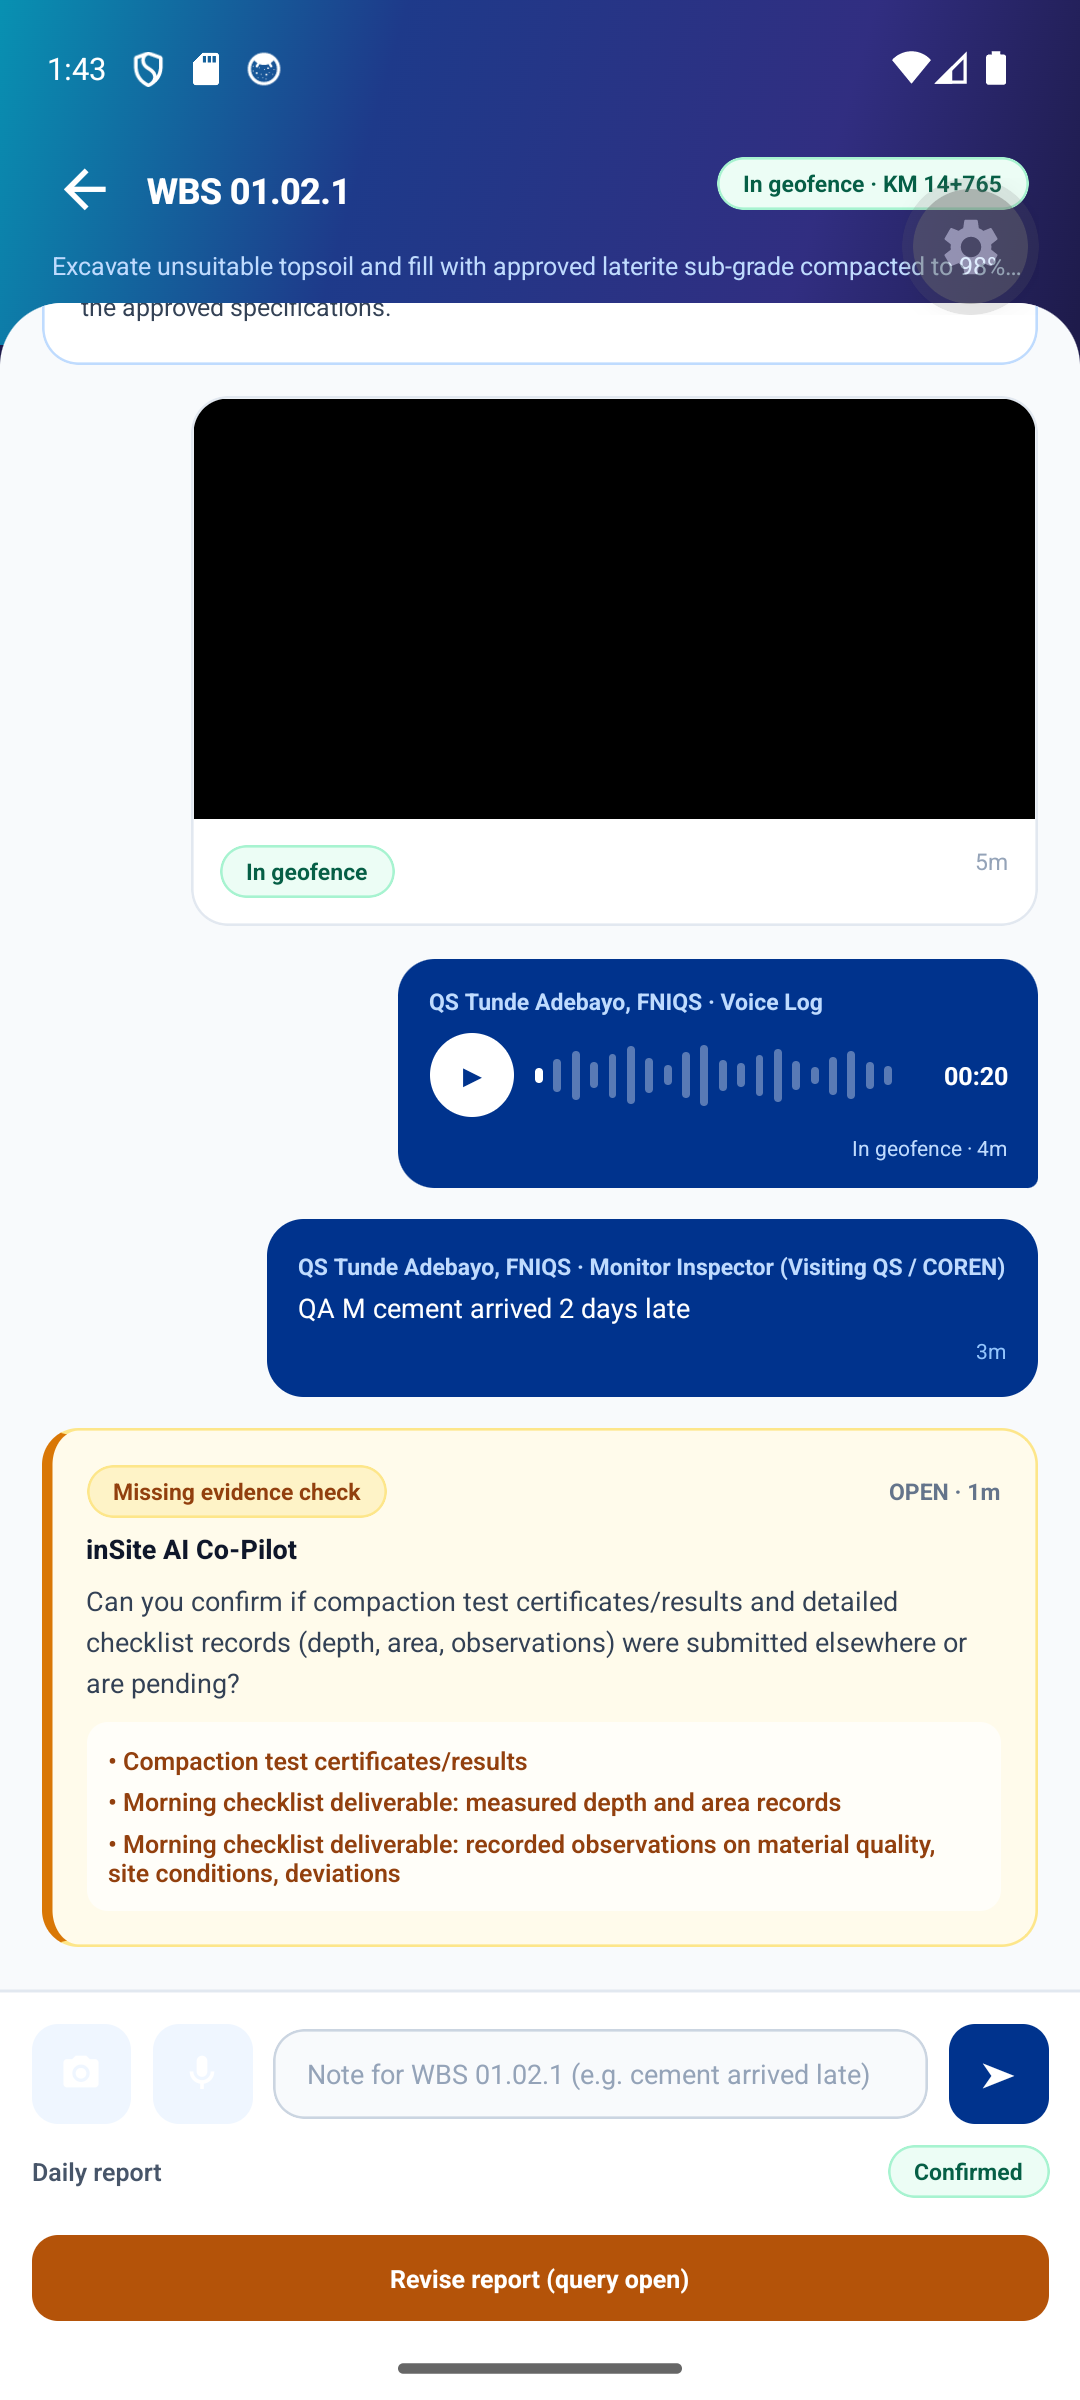 1:43
WBS 01.02.1
In geofence · KM 14+765
Excavate unsuitable topsoil and fill with approved laterite sub-grade compacted to 98%...
the approved specifications.
In geofence
5m
QS Tunde Adebayo, FNIQS · Voice Log
00:20
In geofence · 4m
QS Tunde Adebayo, FNIQS · Monitor Inspector (Visiting QS / COREN)
QA M cement arrived 2 days late
3m
Missing evidence check
OPEN · 1m
inSite AI Co-Pilot
Can you confirm if compaction test certificates/results and detailed
checklist records (depth, area, observations) were submitted elsewhere or
are pending?
• Compaction test certificates/results
• Morning checklist deliverable: measured depth and area records
• Morning checklist deliverable: recorded observations on material quality,
site conditions, deviations
Note for WBS 01.02.1 (e.g. cement arrived late)
Daily report
Confirmed
Revise report (query open)